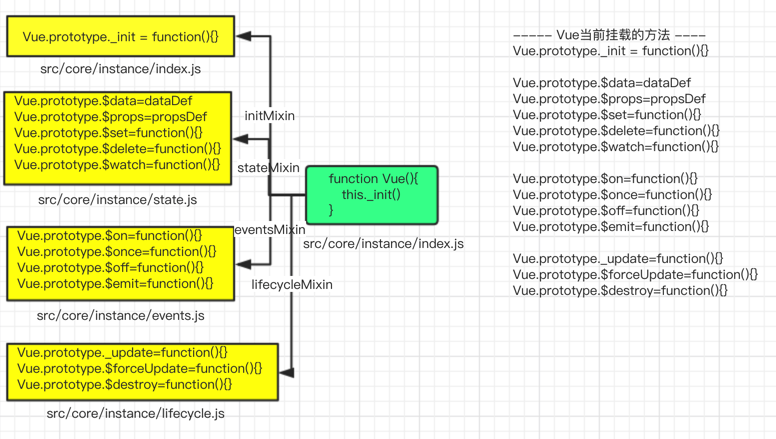 Vue.prototype._init = function(){}
src/core/instance/index.js
Vue.prototype.$data=dataDef
Vue.prototype.$props=propsDef
Vue.prototype.$set=function(){}
Vue.prototype.$delete=function(){}
Vue.prototype.$watch=function(){}
src/core/instance/state.js
Vue.prototype.$on=function(){}
Vue.prototype.$once=function(){}
Vue.prototype.$off=function(){}
Vue.prototype.$emit=function(){}
src/core/instance/events.js
Vue.prototype._update=function(){}
Vue.prototype.$forceUpdate=function(){}
Vue.prototype.$destroy=function(){}
src/core/instance/lifecycle.js
initMixin
stateMixin
eventsMixin
lifecycleMixin
function Vue(){
this._init()
}
src/core/instance/index.js
----- Vue当前挂载的方法 ----
Vue.prototype._init = function(){}
Vue.prototype.$data=dataDef
Vue.prototype.$props=propsDef
Vue.prototype.$set=function(){}
Vue.prototype.$delete=function(){}
Vue.prototype.$watch=function(){}
Vue.prototype.$on=function(){}
Vue.prototype.$once=function(){}
Vue.prototype.$off=function(){}
Vue.prototype.$emit=function(){}
Vue.prototype._update=function(){}
Vue.prototype.$forceUpdate=function(){}
Vue.prototype.$destroy=function(){}